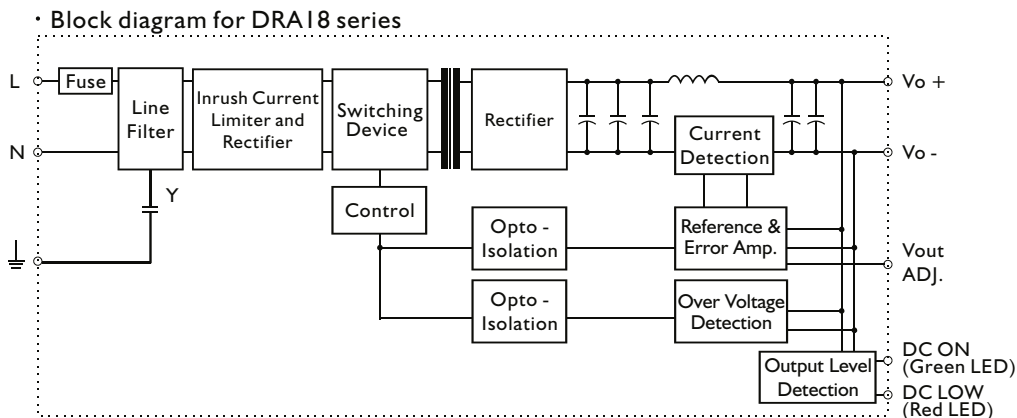 · Block diagram for DRA18 series
L
Fuse
Line
Filter
Inrush Current
Limiter and
Rectifier
Switching
Device
Rectifier
Current
Detection
Vo +
N
Vo -
Y
Control
Opto -
Isolation
Reference &
Error Amp.
Vout
ADJ.
Opto -
Isolation
Over Voltage
Detection
Output Level
Detection
DC ON
(Green LED)
DC LOW
(Red LED)